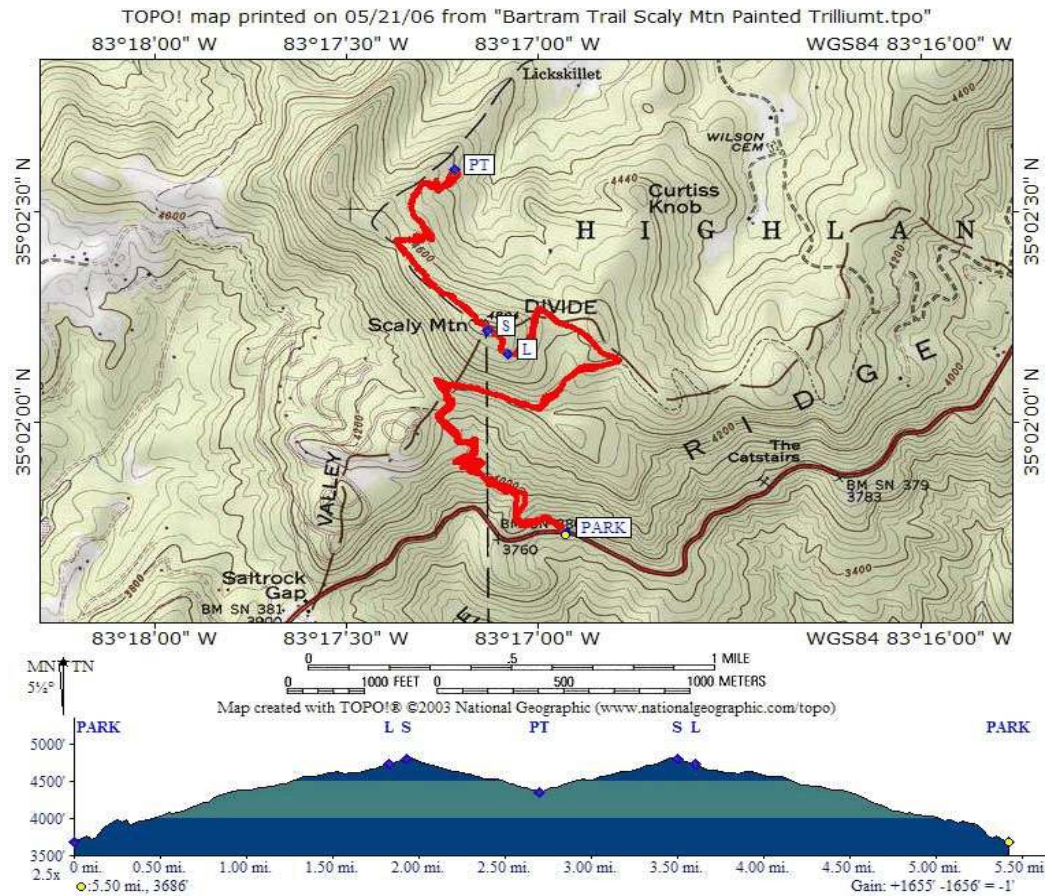 TOPO! map printed on 05/21/06 from "Bartram Trail Scaly Mtn Painted Trilliumt.tpo"
83°18'00" W 83°17'30" W 83°17'00" W WGS84 83°16'00" W
Lickskillet
4400
WILSON
CEM
PT
4440
Curtiss
Knob
35°02'30" N
35°02'30" N
4000
HIGHLAN
4600
4200
DIVIDE
Scaly Mtn
S
L
RIDGE
4000
35°02'00" N
35°02'00" N
4200
4200
VALLEY
The
Catstairs
BM SN 379
3783
4000
PARK
3760
3400
Saltrock
Gap
3800
BM SN 381
3900
83°18'00" W 83°17'30" W 83°17'00" W WGS84 83°16'00" W
MN TN
5½°
0 .5 1 MILE
0 1000 FEET 0 500 1000 METERS
Map created with TOPO!® ©2003 National Geographic (www.nationalgeographic.com/topo)
PARK L S PT S L PARK
5000'
4500'
4000'
3500'
2.5x
0 mi. 0.50 mi. 1.00 mi. 1.50 mi. 2.00 mi. 2.50 mi. 3.00 mi. 3.50 mi. 4.00 mi. 4.50 mi. 5.00 mi. 5.50 mi.
:5.50 mi., 3686' Gain: +1655' -1656' = -1'